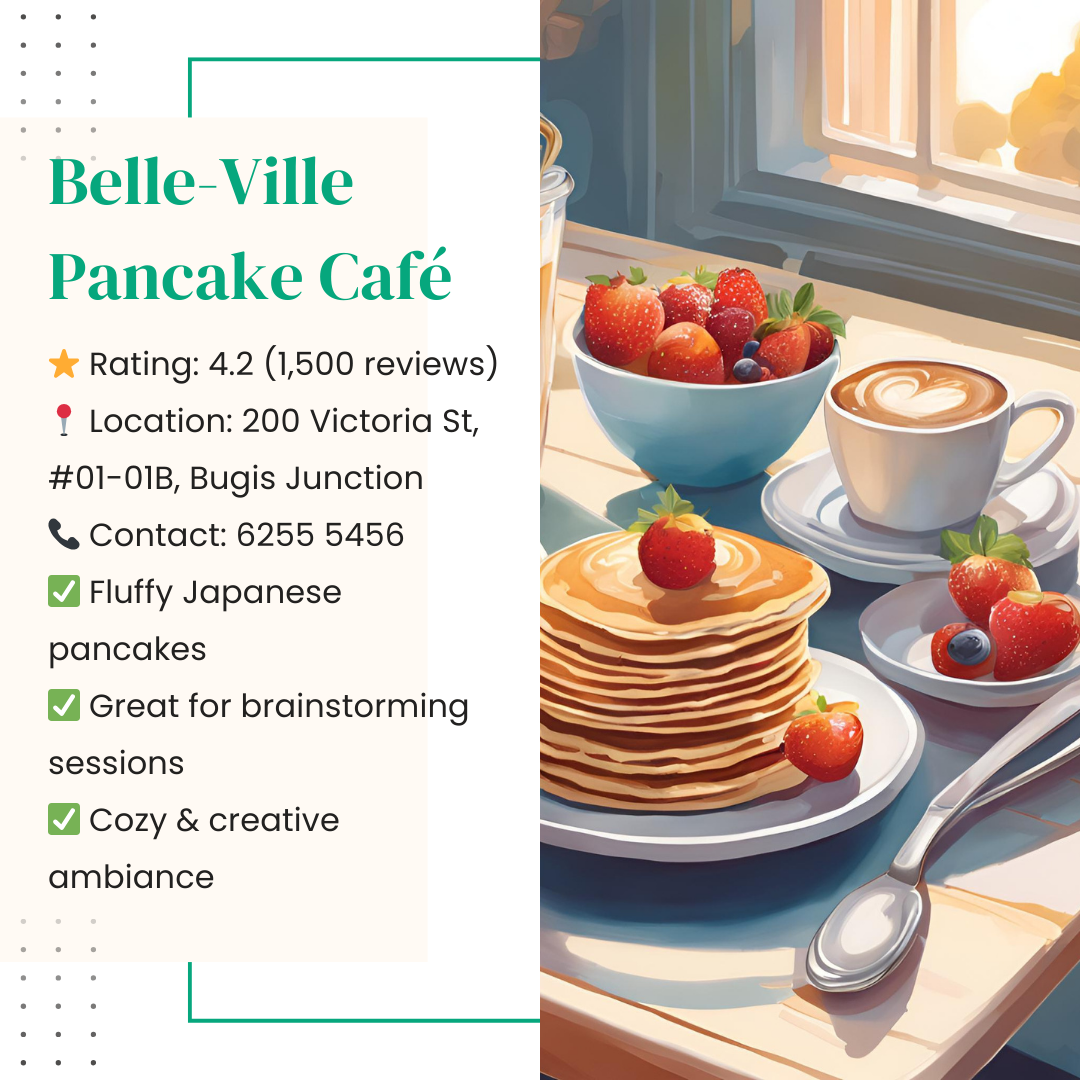 Belle-Ville
Pancake Café
⭐ Rating: 4.2 (1,500 reviews)
📍 Location: 200 Victoria St,
#01-01B, Bugis Junction
📞 Contact: 6255 5456
✅ Fluffy Japanese
pancakes
✅ Great for brainstorming
sessions
✅ Cozy & creative
ambiance